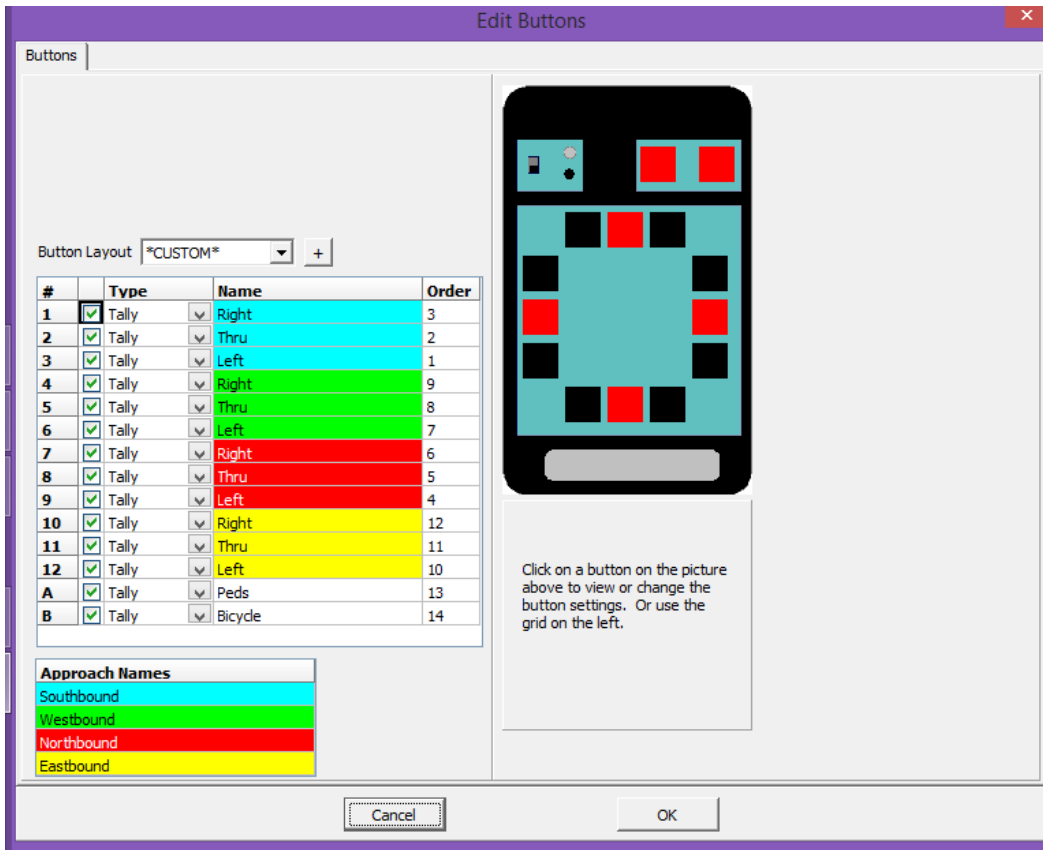 Edit Buttons
Buttons
Button Layout *CUSTOM* +
# Type Name Order
1 Tally Right 3
2 Tally Thru 2
3 Tally Left 1
4 Tally Right 9
5 Tally Thru 8
6 Tally Left 7
7 Tally Right 6
8 Tally Thru 5
9 Tally Left 4
10 Tally Right 12
11 Tally Thru 11
12 Tally Left 10
A Tally Peds 13
B Tally Bicycle 14
Approach Names
Southbound
Westbound
Northbound
Eastbound
Click on a button on the picture
above to view or change the
button settings. Or use the
grid on the left.
Cancel OK